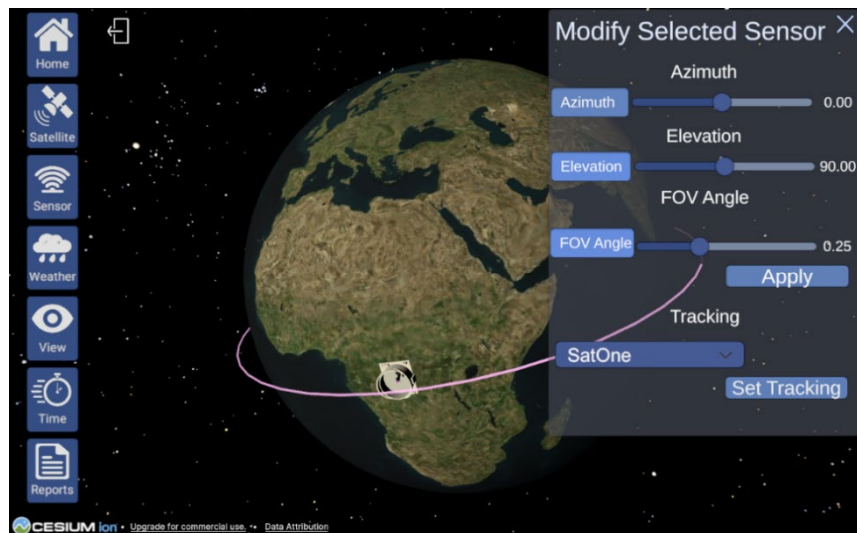 Home
Satellite
Sensor
Weather
View
Time
Reports
Modify Selected Sensor
Azimuth
Azimuth 0.00
Elevation
Elevation 90.00
FOV Angle
FOV Angle 0.25
Apply
Tracking
SatOne
Set Tracking
CESIUM ion • Upgrade for commercial use. •• Data Attribution